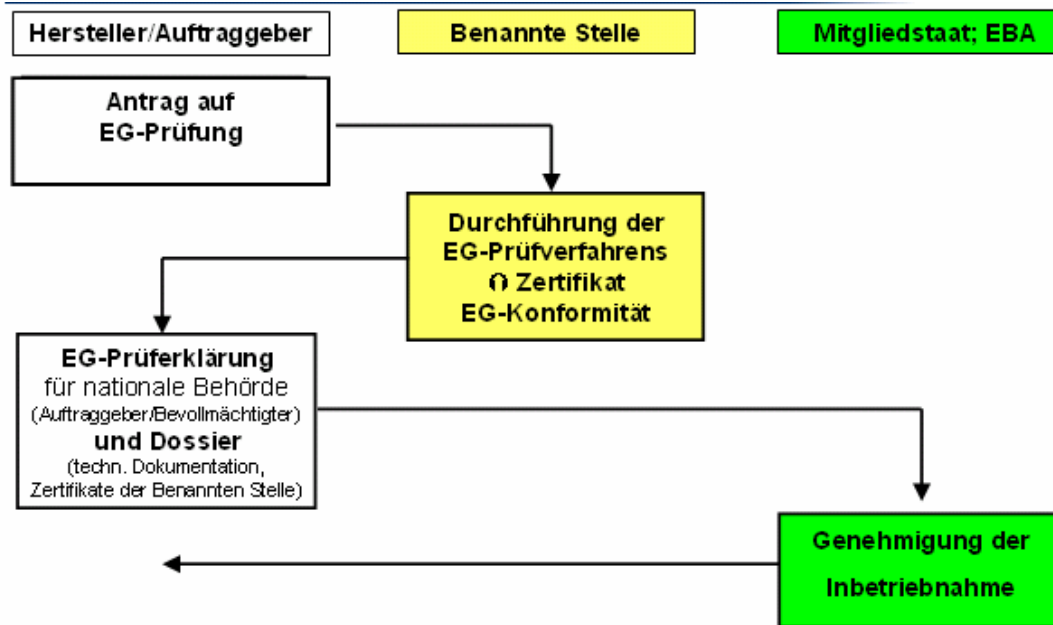 Hersteller/Auftraggeber
Benannte Stelle
Mitgliedstaat; EBA
Antrag auf
EG-Prüfung
Durchführung der
EG-Prüfverfahrens
∩ Zertifikat
EG-Konformität
EG-Prüferklärung
für nationale Behörde
(Auftraggeber/Bevollmächtigter)
und Dossier
(techn. Dokumentation,
Zertifikate der Benannten Stelle)
Genehmigung der
Inbetriebnahme